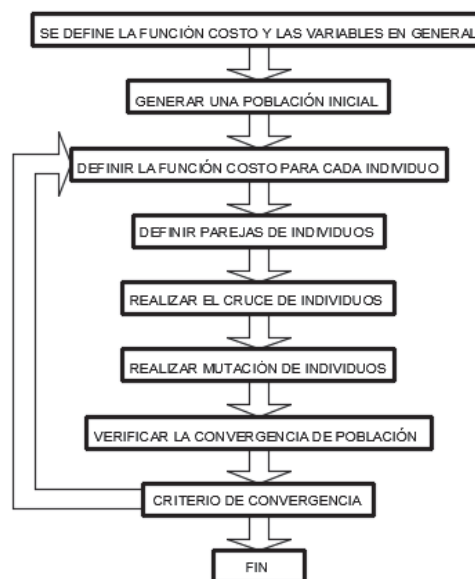 SE DEFINE LA FUNCIÓN COSTO Y LAS VARIABLES EN GENERAL
GENERAR UNA POBLACIÓN INICIAL
DEFINIR LA FUNCIÓN COSTO PARA CADA INDIVIDUO
DEFINIR PAREJAS DE INDIVIDUOS
REALIZAR EL CRUCE DE INDIVIDUOS
REALIZAR MUTACIÓN DE INDIVIDUOS
VERIFICAR LA CONVERGENCIA DE POBLACIÓN
CRITERIO DE CONVERGENCIA
FIN